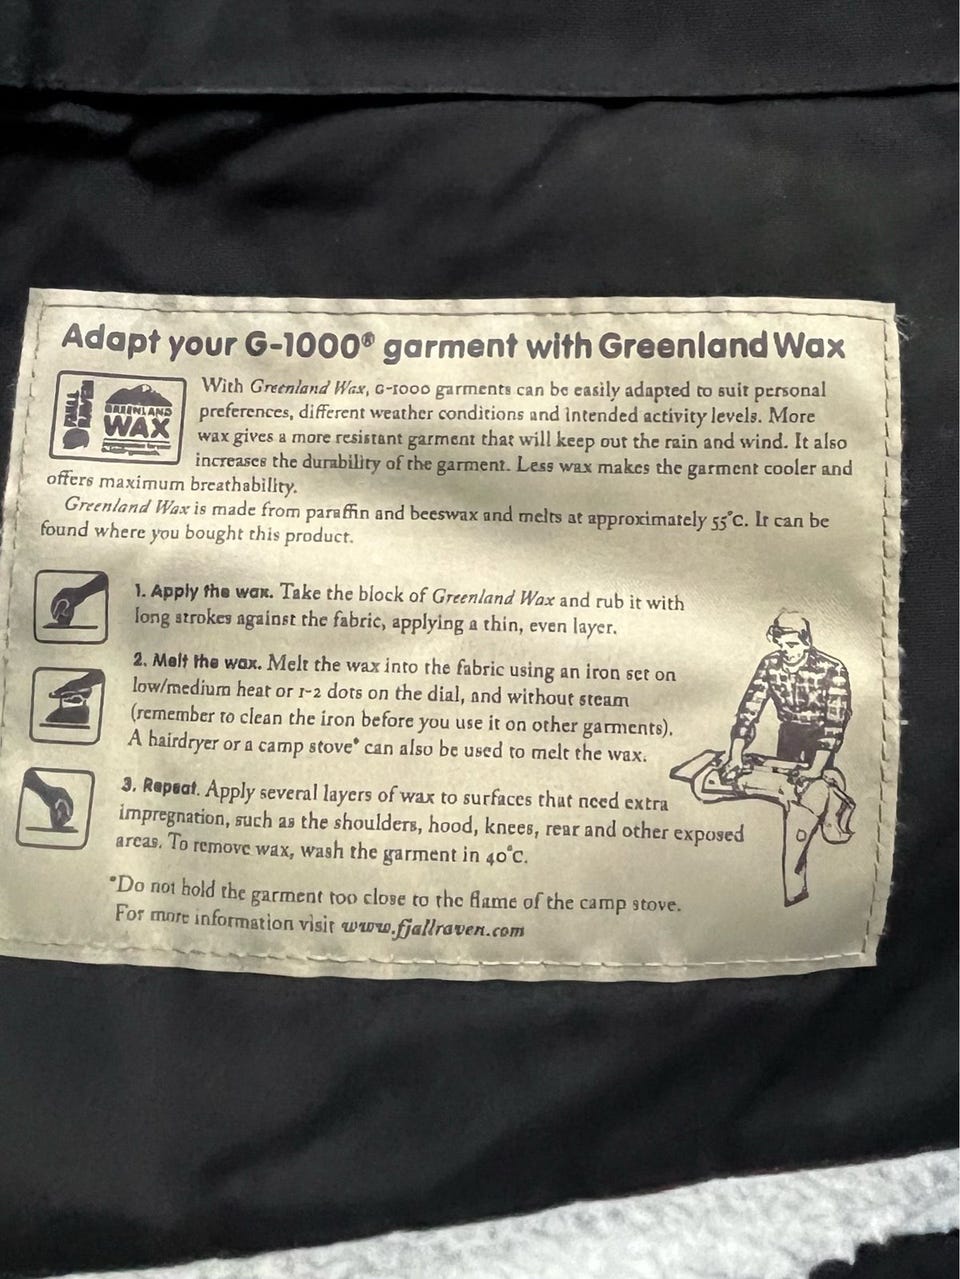 Adapt your G-1000® garment with Greenland Wax
FJÄLL
RÄVEN
GREENLAND
WAX
With Greenland Wax, G-1000 garments can be easily adapted to suit personal
preferences, different weather conditions and intended activity levels. More
wax gives a more resistant garment that will keep out the rain and wind. It also
increases the durability of the garment. Less wax makes the garment cooler and
offers maximum breathability.
Greenland Wax is made from paraffin and beeswax and melts at approximately 55°C. It can be
found where you bought this product.
1. Apply the wax. Take the block of Greenland Wax and rub it with
long strokes against the fabric, applying a thin, even layer.
2. Melt the wax. Melt the wax into the fabric using an iron set on
low/medium heat or 1-2 dots on the dial, and without steam
(remember to clean the iron before you use it on other garments).
A hairdryer or a camp stove* can also be used to melt the wax.
3. Repeat. Apply several layers of wax to surfaces that need extra
impregnation, such as the shoulders, hood, knees, rear and other exposed
areas. To remove wax, wash the garment in 40°C.
*Do not hold the garment too close to the flame of the camp stove.
For more information visit www.fjallraven.com